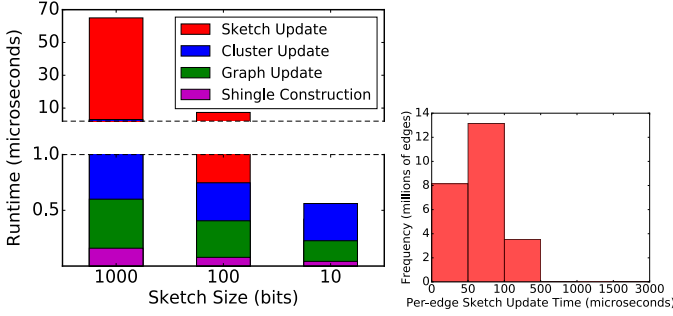 70
50
30
10
1.0
0.5
Runtime (microseconds)
Sketch Update
Cluster Update
Graph Update
Shingle Construction
1000 100 10
Sketch Size (bits)
14
12
10
8
6
4
2
0
Frequency (millions of edges)
0 50 100 500 1000 1500 3000
Per-edge Sketch Update Time (microseconds)